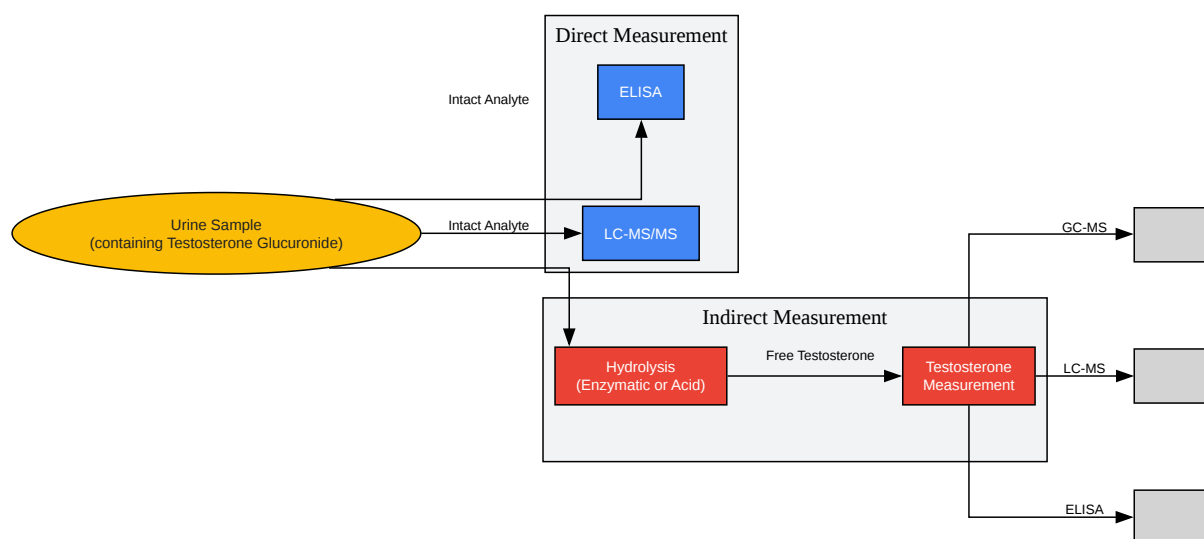 Direct Measurement
Intact Analyte
ELISA
Urine Sample
(containing Testosterone Glucuronide)
Intact Analyte
LC-MS/MS
GC-MS
Indirect Measurement
Hydrolysis
(Enzymatic or Acid)
Free Testosterone
Testosterone
Measurement
LC-MS
ELISA